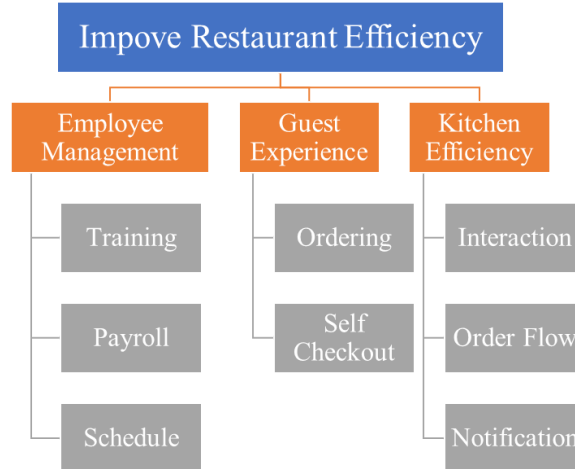 Impove Restaurant Efficiency
Employee
Management
Guest
Experience
Kitchen
Efficiency
Training
Ordering
Interaction
Payroll
Self
Checkout
Order Flow
Schedule
Notification